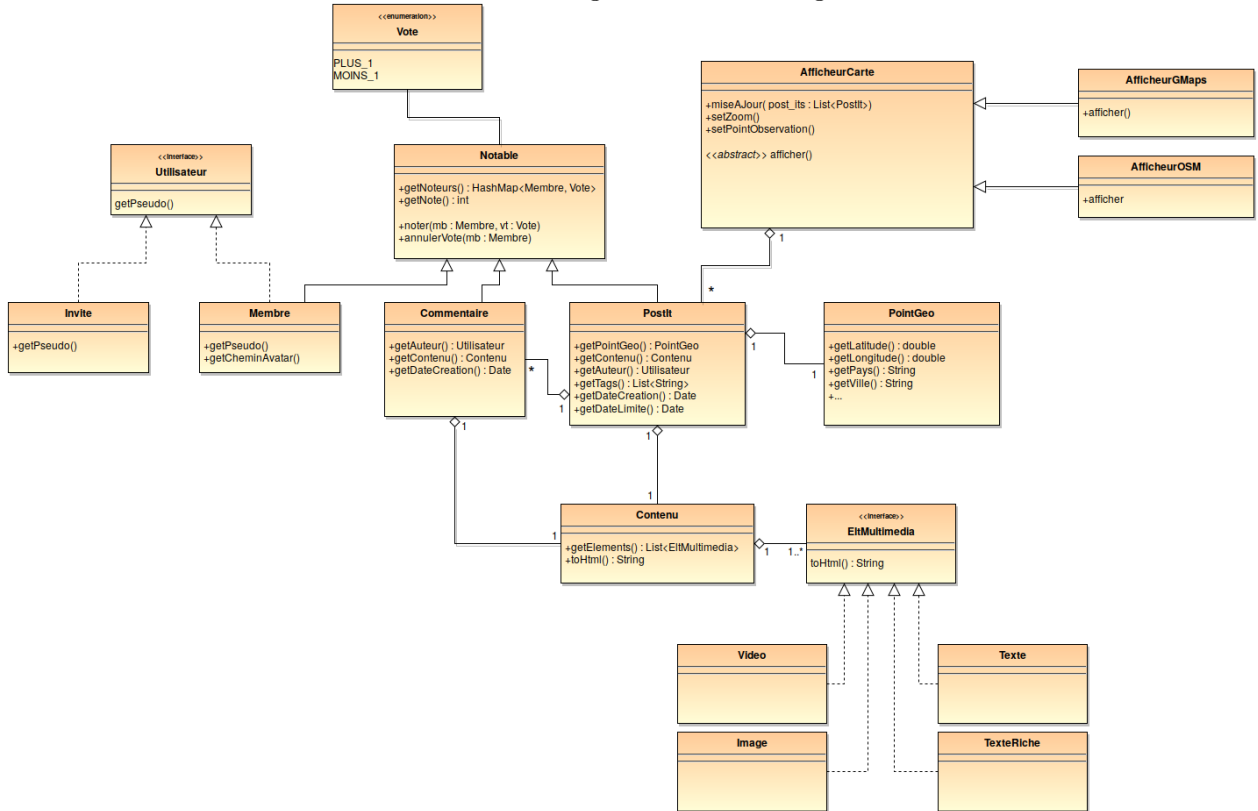 <<enumeration>>
Vote
PLUS_1
MOINS_1
AfficheurCarte
+miseAJour( post_its : List<PostIt>)
+setZoom()
+setPointObservation()
<<abstract>> afficher()
1
*
AfficheurGMaps
+afficher()
AfficheurOSM
+afficher
<<interface>>
Utilisateur
getPseudo()
Notable
+getNoteurs() : HashMap<Membre, Vote>
+getNote() : int
+noter(mb : Membre, vt : Vote)
+annulerVote(mb : Membre)
Invite
+getPseudo()
Membre
+getPseudo()
+getCheminAvatar()
Commentaire
+getAuteur() : Utilisateur
+getContenu() : Contenu
+getDateCreation() : Date
*
1
1
PostIt
+getPointGeo() : PointGeo
+getContenu() : Contenu
+getAuteur() : Utilisateur
+getTags() : List<String>
+getDateCreation() : Date
+getDateLimite() : Date
1
1
1
PointGeo
+getLatitude() : double
+getLongitude() : double
+getPays() : String
+getVille() : String
+...
1
1
Contenu
+getElements() : List<EltMultimedia>
+toHtml() : String
1
1..*
<<interface>>
EltMultimedia
toHtml() : String
Video
Texte
Image
TexteRiche